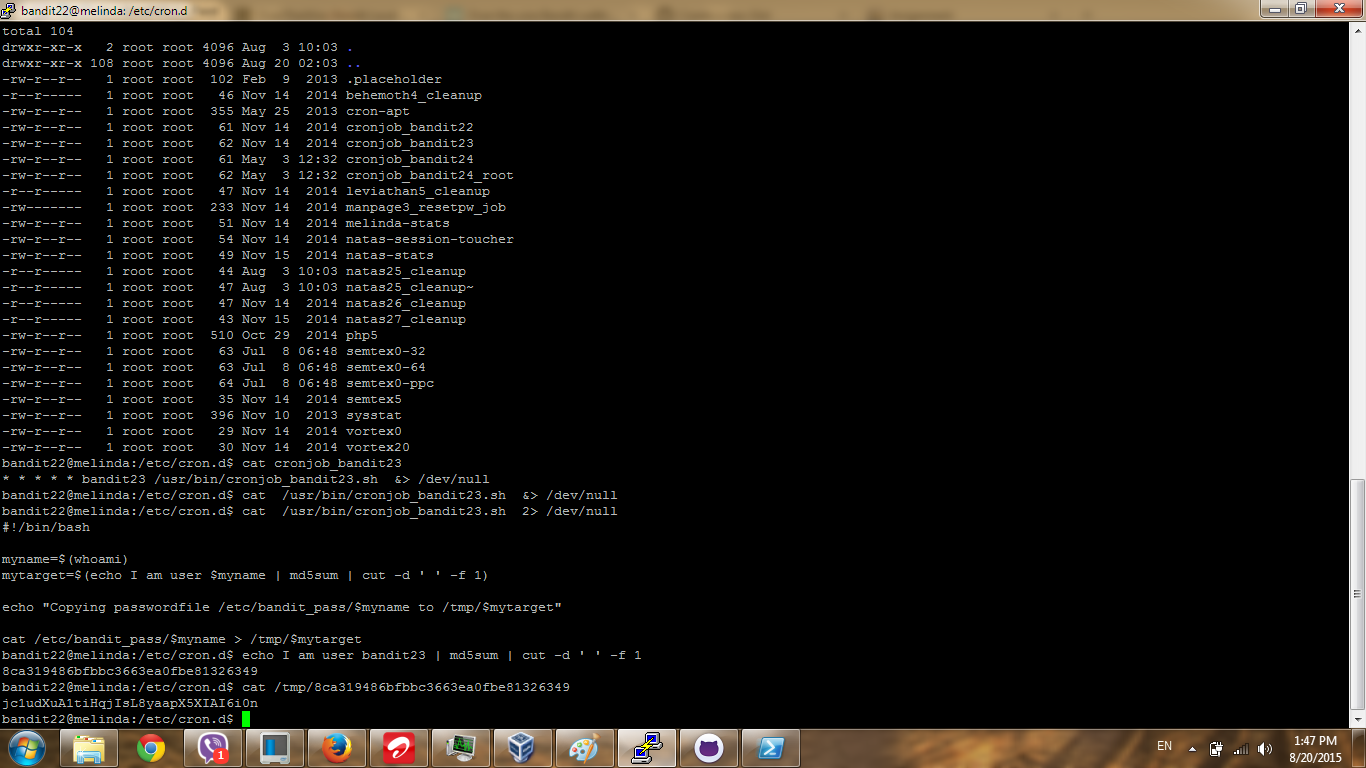 bandit22@melinda: /etc/cron.d
total 104
drwxr-xr-x   2 root root 4096 Aug  3 10:03 .
drwxr-xr-x 108 root root 4096 Aug 20 02:03 ..
-rw-r--r--   1 root root  102 Feb  9  2013 .placeholder
-r--r-----   1 root root   46 Nov 14  2014 behemoth4_cleanup
-rw-r--r--   1 root root  355 May 25  2013 cron-apt
-rw-r--r--   1 root root   61 Nov 14  2014 cronjob_bandit22
-rw-r--r--   1 root root   62 Nov 14  2014 cronjob_bandit23
-rw-r--r--   1 root root   61 May  3 12:32 cronjob_bandit24
-rw-r--r--   1 root root   62 May  3 12:32 cronjob_bandit24_root
-r--r-----   1 root root   47 Nov 14  2014 leviathan5_cleanup
-rw-------   1 root root  233 Nov 14  2014 manpage3_resetpw_job
-rw-r--r--   1 root root   51 Nov 14  2014 melinda-stats
-rw-r--r--   1 root root   54 Nov 14  2014 natas-session-toucher
-rw-r--r--   1 root root   49 Nov 15  2014 natas-stats
-r--r-----   1 root root   44 Aug  3 10:03 natas25_cleanup
-r--r-----   1 root root   47 Aug  3 10:03 natas25_cleanup~
-r--r-----   1 root root   47 Nov 14  2014 natas26_cleanup
-r--r-----   1 root root   43 Nov 15  2014 natas27_cleanup
-rw-r--r--   1 root root  510 Oct 29  2014 php5
-rw-r--r--   1 root root   63 Jul  8 06:48 semtex0-32
-rw-r--r--   1 root root   63 Jul  8 06:48 semtex0-64
-rw-r--r--   1 root root   64 Jul  8 06:48 semtex0-ppc
-rw-r--r--   1 root root   35 Nov 14  2014 semtex5
-rw-r--r--   1 root root  396 Nov 10  2013 sysstat
-rw-r--r--   1 root root   29 Nov 14  2014 vortex0
-rw-r--r--   1 root root   30 Nov 14  2014 vortex20
bandit22@melinda:/etc/cron.d$ cat cronjob_bandit23
* * * * * bandit23 /usr/bin/cronjob_bandit23.sh  &> /dev/null
bandit22@melinda:/etc/cron.d$ cat  /usr/bin/cronjob_bandit23.sh  &> /dev/null
bandit22@melinda:/etc/cron.d$ cat  /usr/bin/cronjob_bandit23.sh  2> /dev/null
#!/bin/bash
myname=$(whoami)
mytarget=$(echo I am user $myname | md5sum | cut -d ' ' -f 1)
echo "Copying passwordfile /etc/bandit_pass/$myname to /tmp/$mytarget"
cat /etc/bandit_pass/$myname > /tmp/$mytarget
bandit22@melinda:/etc/cron.d$ echo I am user bandit23 | md5sum | cut -d ' ' -f 1
8ca319486bfbbc3663ea0fbe81326349
bandit22@melinda:/etc/cron.d$ cat /tmp/8ca319486bfbbc3663ea0fbe81326349
jc1udXuA1tiHqjIsL8yaapX5XIAI6i0n
bandit22@melinda:/etc/cron.d$
1
EN
1:47 PM
8/20/2015